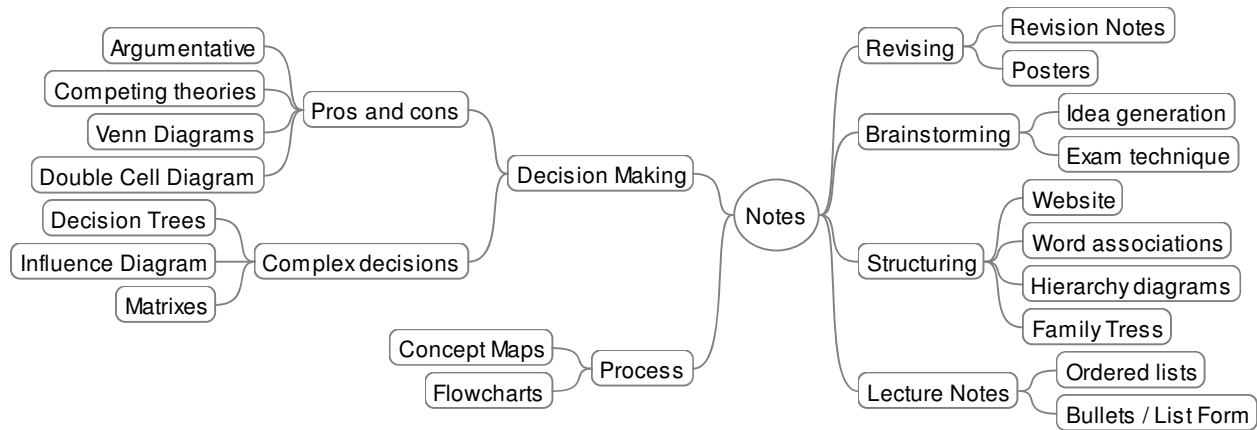 Argumentative
Competing theories
Venn Diagrams
Double Cell Diagram
Pros and cons
Decision Trees
Influence Diagram
Matrixes
Complex decisions
Decision Making
Concept Maps
Flowcharts
Process
Notes
Revising
Revision Notes
Posters
Brainstorming
Idea generation
Exam technique
Structuring
Website
Word associations
Hierarchy diagrams
Family Tress
Lecture Notes
Ordered lists
Bullets / List Form